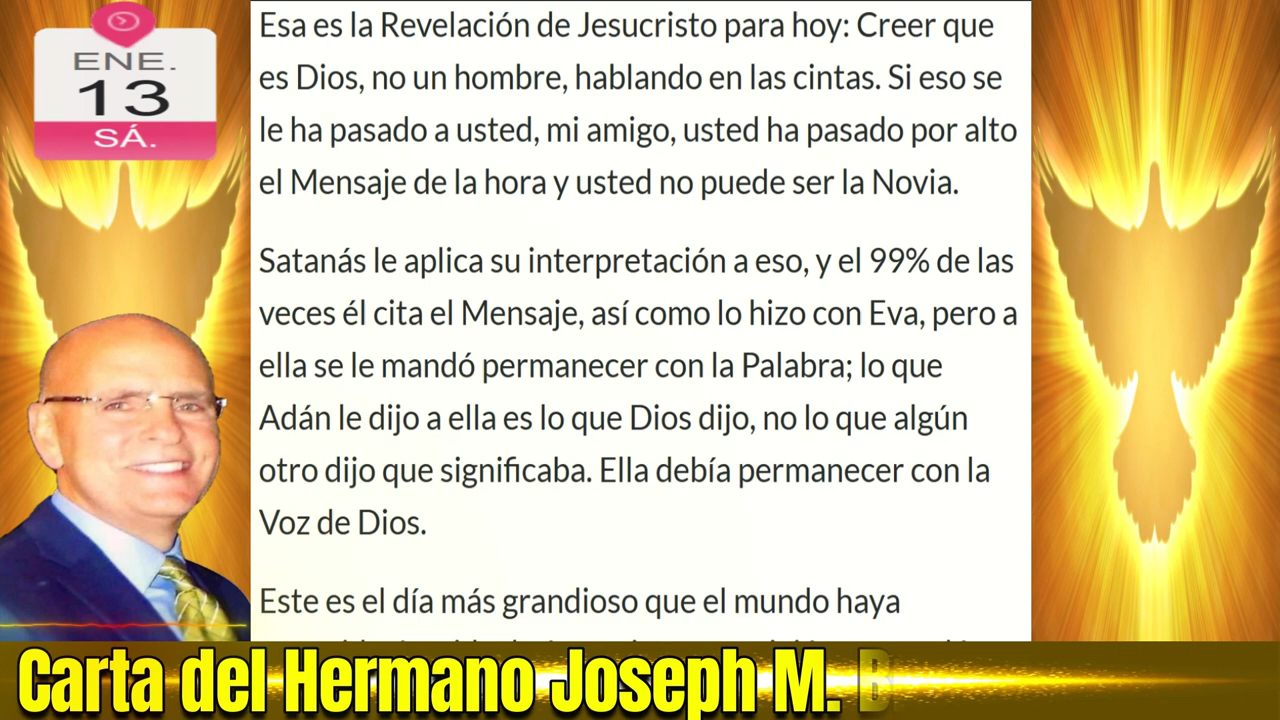 ENE.
13
SÁ.
Esa es la Revelación de Jesucristo para hoy: Creer que
es Dios, no un hombre, hablando en las cintas. Si eso se
le ha pasado a usted, mi amigo, usted ha pasado por alto
el Mensaje de la hora y usted no puede ser la Novia.
Satanás le aplica su interpretación a eso, y el 99% de las
veces él cita el Mensaje, así como lo hizo con Eva, pero a
ella se le mandó permanecer con la Palabra; lo que
Adán le dijo a ella es lo que Dios dijo, no lo que algún
otro dijo que significaba. Ella debía permanecer con la
Voz de Dios.
Este es el día más grandioso que el mundo haya
Carta del Hermano Joseph M. B